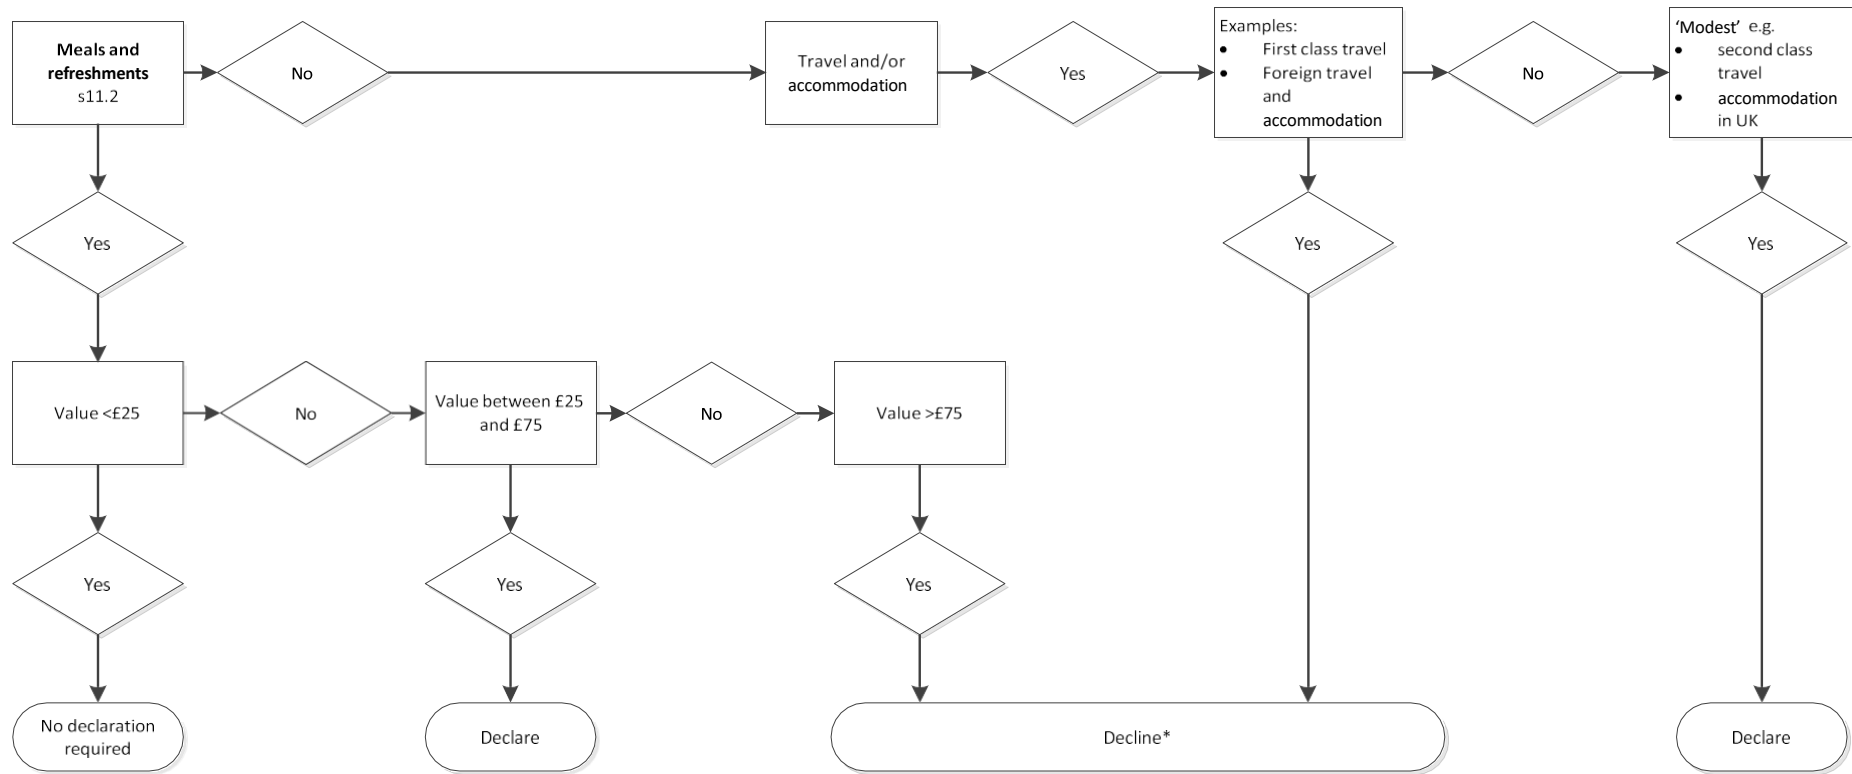 Meals and
refreshments
s11.2
No
Travel and/or
accommodation
Yes
Examples:
• First class travel
• Foreign travel
and
accommodation
No
‘Modest’ e.g.
• second class
travel
• accommodation
in UK
Yes
Yes
Yes
Value <£25
No
Value between £25
and £75
No
Value >£75
Yes
Yes
Yes
No declaration
required
Declare
Decline*
Declare